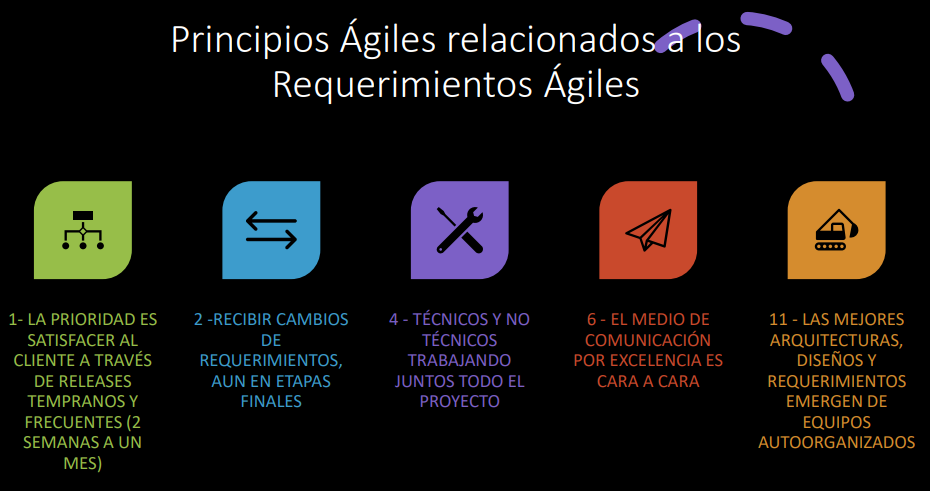 Principios Ágiles relacionados a los
Requerimientos Ágiles
1- LA PRIORIDAD ES
SATISFACER AL
CLIENTE A TRAVÉS
DE RELEASES
TEMPRANOS Y
FRECUENTES (2
SEMANAS A UN
MES)
2 -RECIBIR CAMBIOS
DE
REQUERIMIENTOS,
AUN EN ETAPAS
FINALES
4 - TÉCNICOS Y NO
TÉCNICOS
TRABAJANDO
JUNTOS TODO EL
PROYECTO
6 - EL MEDIO DE
COMUNICACIÓN
POR EXCELENCIA ES
CARA A CARA
11 - LAS MEJORES
ARQUITECTURAS,
DISEÑOS Y
REQUERIMIENTOS
EMERGEN DE
EQUIPOS
AUTOORGANIZADOS